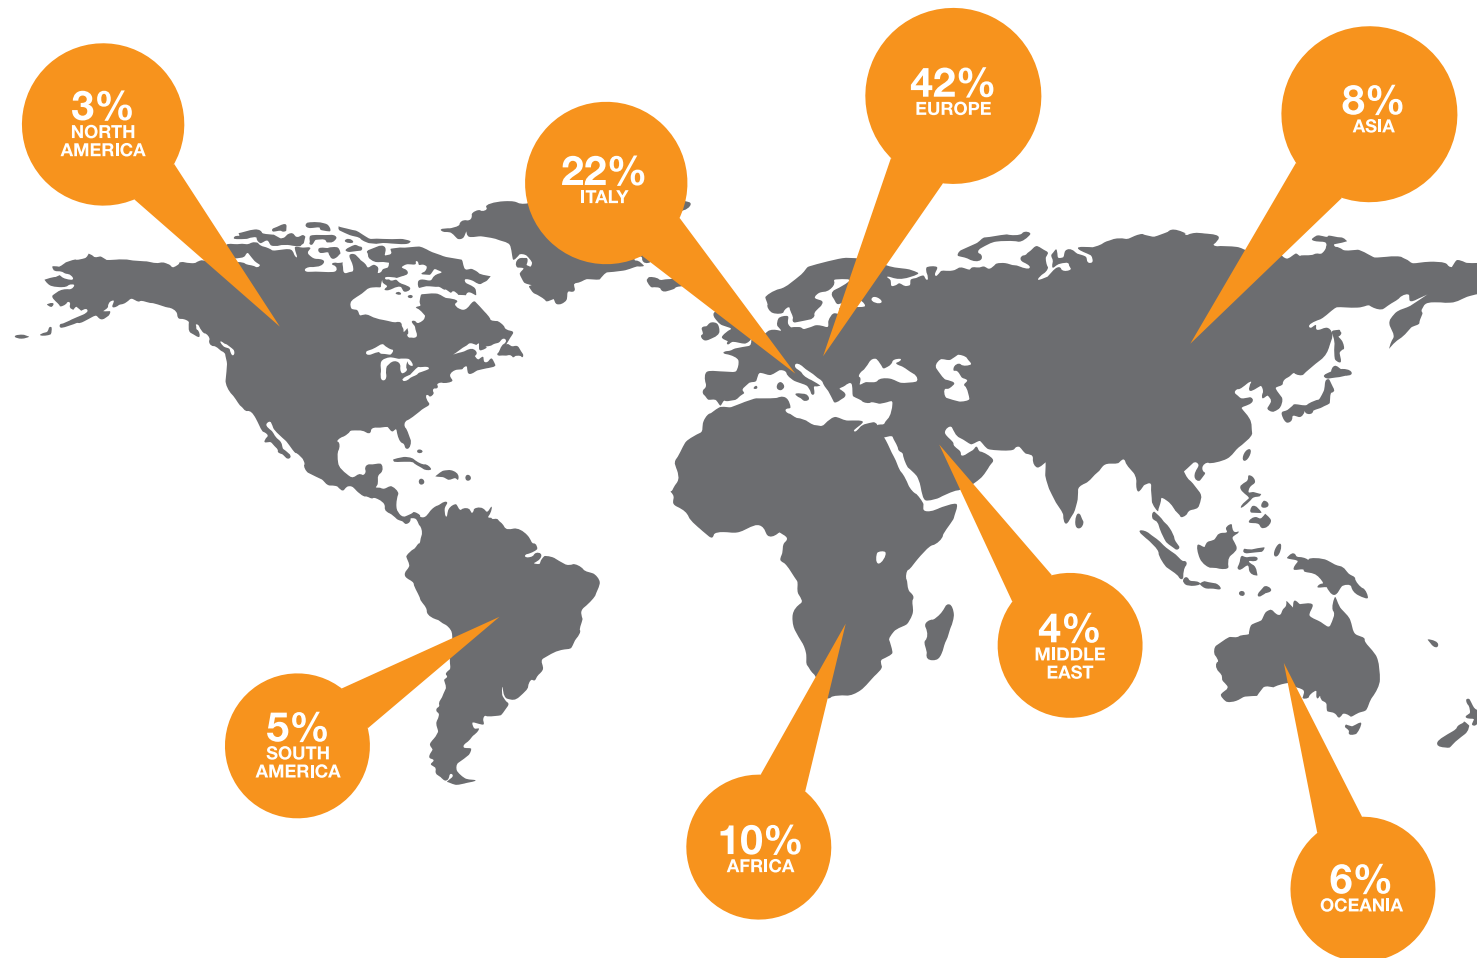 3%
NORTH
AMERICA
22%
ITALY
42%
EUROPE
8%
ASIA
5%
SOUTH
AMERICA
10%
AFRICA
4%
MIDDLE
EAST
6%
OCEANIA